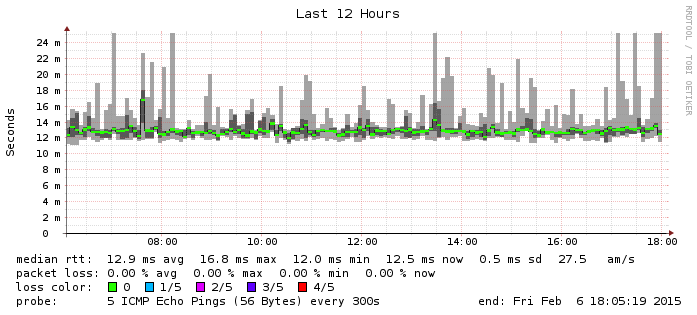 Last 12 Hours
RRDTOOL / TOBI OETIKER
Seconds
24 m
22 m
20 m
18 m
16 m
14 m
12 m
10 m
8 m
6 m
4 m
2 m
0
08:00 10:00 12:00 14:00 16:00 18:00
median rtt: 12.9 ms avg 16.8 ms max 12.0 ms min 12.5 ms now 0.5 ms sd 27.5 am/s
packet loss: 0.00 % avg 0.00 % max 0.00 % min 0.00 % now
loss color: 0 1/5 2/5 3/5 4/5
probe: 5 ICMP Echo Pings (56 Bytes) every 300s end: Fri Feb 6 18:05:19 2015